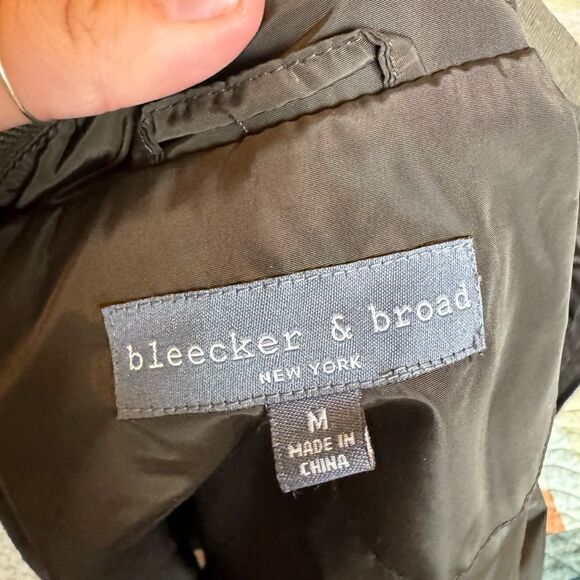 bleecker & broad
NEW YORK
M
MADE IN
CHINA